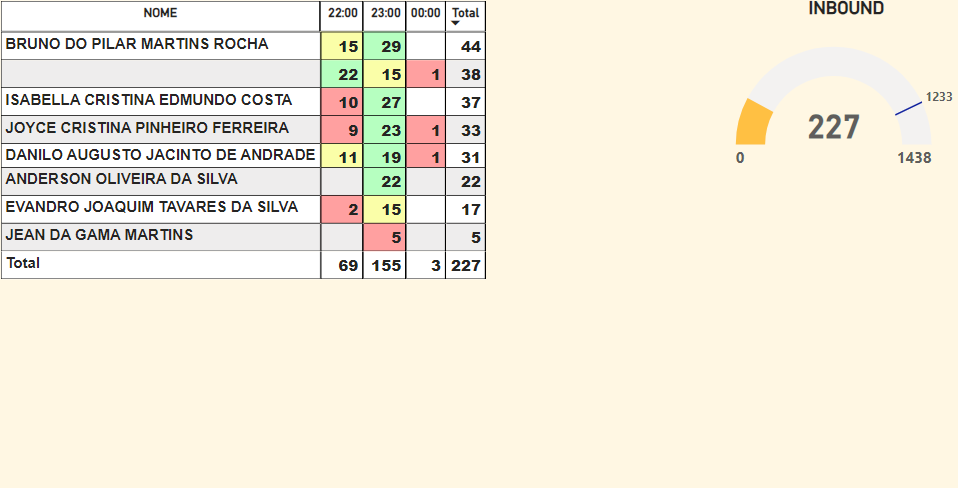 NOME 22:00 23:00 00:00 Total
BRUNO DO PILAR MARTINS ROCHA 15 29 44
22 15 1 38
ISABELLA CRISTINA EDMUNDO COSTA 10 27 37
JOYCE CRISTINA PINHEIRO FERREIRA 9 23 1 33
DANILO AUGUSTO JACINTO DE ANDRADE 11 19 1 31
ANDERSON OLIVEIRA DA SILVA 22 22
EVANDRO JOAQUIM TAVARES DA SILVA 2 15 17
JEAN DA GAMA MARTINS 5 5
Total 69 155 3 227
INBOUND
1233
227
0 1438